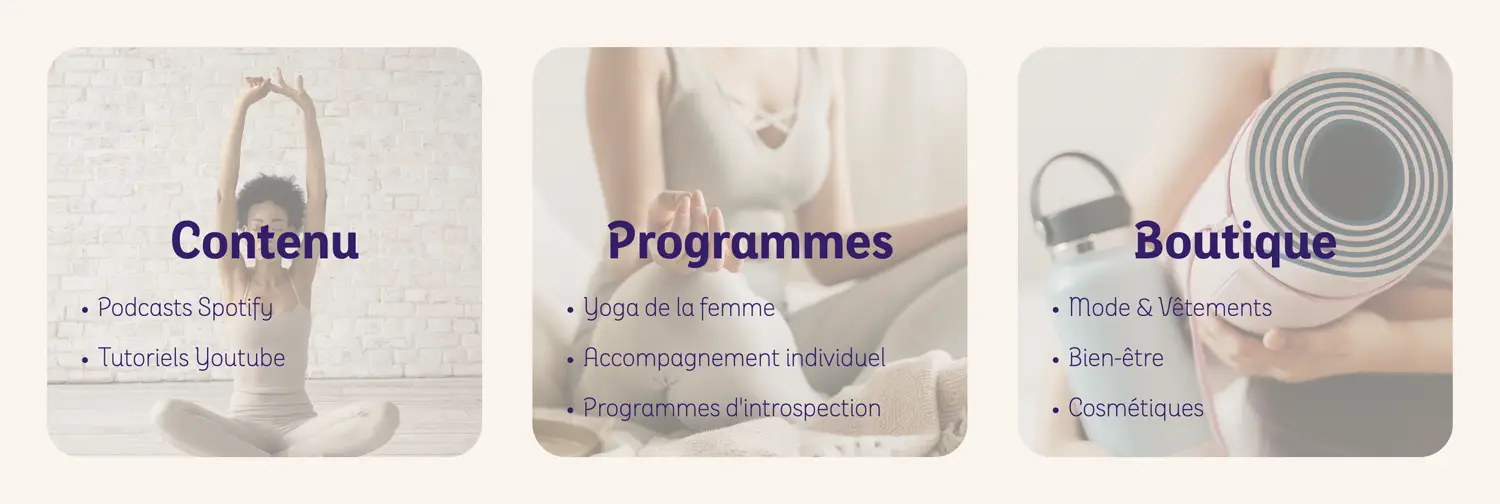 Contenu
• Podcasts Spotify
• Tutoriels Youtube
Programmes
• Yoga de la femme
• Accompagnement individuel
• Programmes d'introspection
Boutique
• Mode & Vêtements
• Bien-être
• Cosmétiques